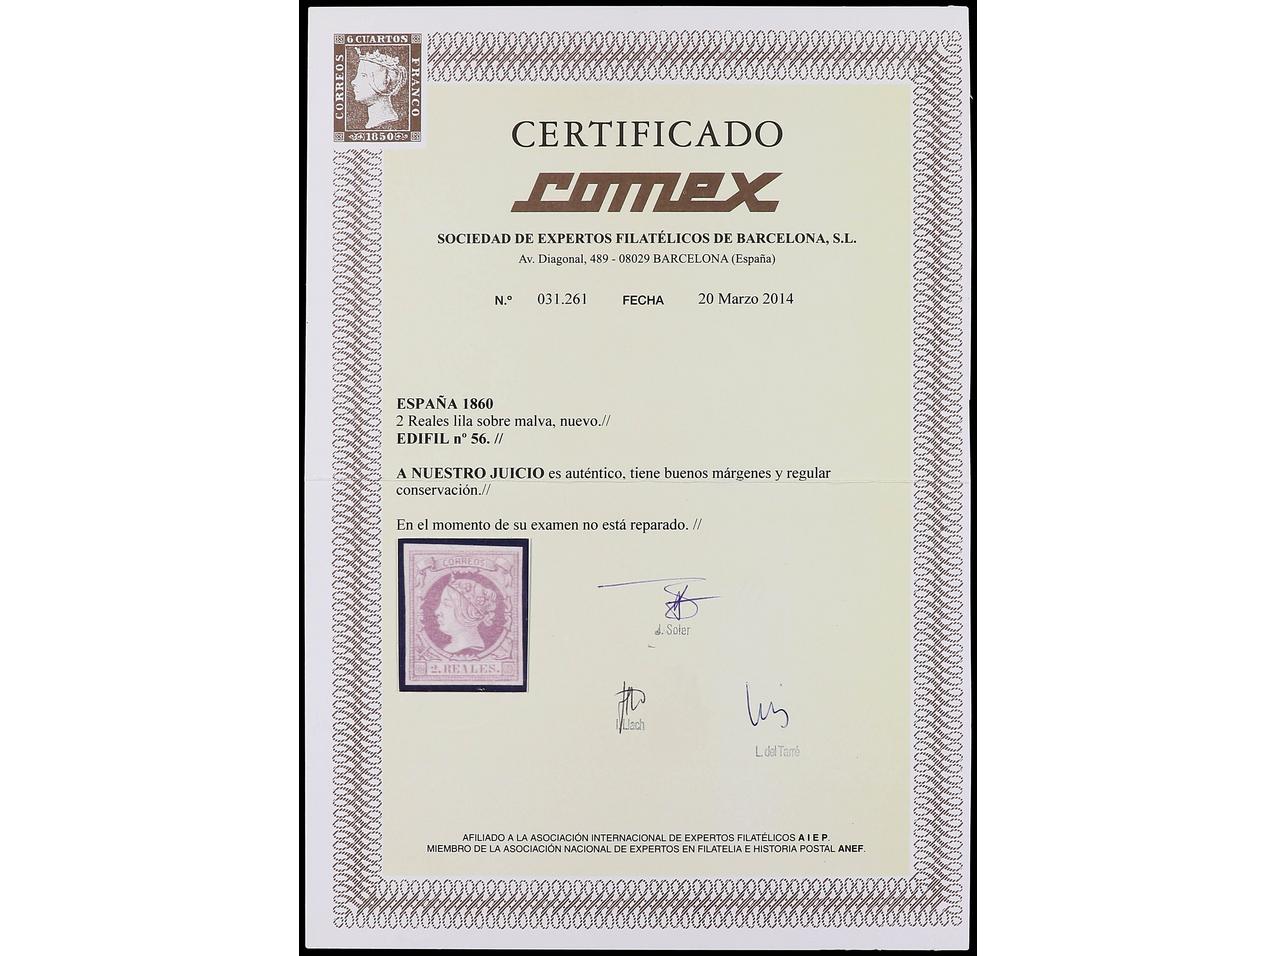 6 CUARTOS
CORREOS
FRANCO
1850
CERTIFICADO
comex
SOCIEDAD DE EXPERTOS FILATÉLICOS DE BARCELONA, S.L.
Av. Diagonal, 489 - 08029 BARCELONA (España)
N.º 031.261 FECHA 20 Marzo 2014
ESPAÑA 1860
2 Reales lila sobre malva, nuevo.//
EDIFIL nº 56. //
A NUESTRO JUICIO es auténtico, tiene buenos márgenes y regular
conservación.//
En el momento de su examen no está reparado. //
CORREOS
2. REALES.
J. Soler
Llach
L. del Tarré
AFILIADO A LA ASOCIACIÓN INTERNACIONAL DE EXPERTOS FILATÉLICOS A I E P.
MIEMBRO DE LA ASOCIACIÓN NACIONAL DE EXPERTOS EN FILATELIA E HISTORIA POSTAL ANEF.